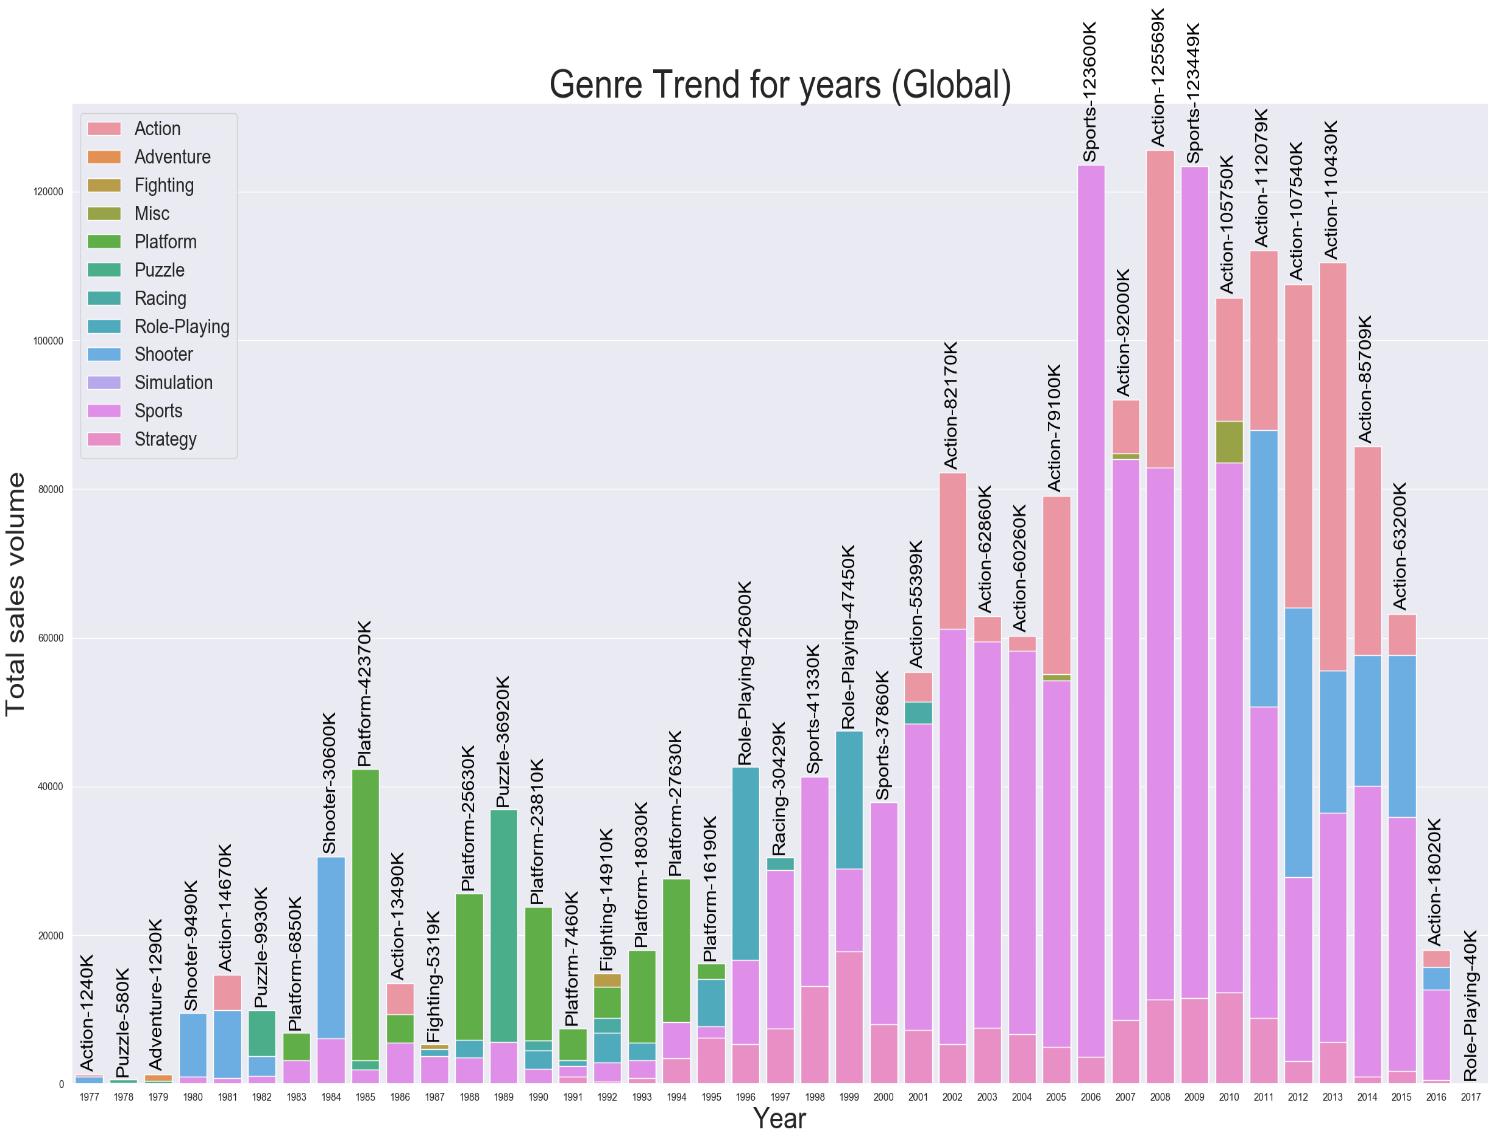 Genre Trend for years (Global)
Action
Adventure
Fighting
Misc
Platform
Puzzle
Racing
Role-Playing
Shooter
Simulation
Sports
Strategy
Total sales volume
120000
100000
80000
60000
40000
20000
0
Action-1240K
Puzzle-580K
Adventure-1290K
Shooter-9490K
Action-14670K
Puzzle-9930K
Platform-6850K
Shooter-30600K
Platform-42370K
Action-13490K
Fighting-5319K
Platform-25630K
Puzzle-36920K
Platform-23810K
Platform-7460K
Fighting-14910K
Platform-18030K
Platform-27630K
Platform-16190K
Role-Playing-42600K
Racing-30429K
Sports-41330K
Role-Playing-47450K
Sports-37860K
Action-55399K
Action-82170K
Action-62860K
Action-60260K
Action-79100K
Sports-123600K
Action-92000K
Action-125569K
Sports-123449K
Action-105750K
Action-112079K
Action-107540K
Action-110430K
Action-85709K
Action-63200K
Action-18020K
Role-Playing-40K
1977 1978 1979 1980 1981 1982 1983 1984 1985 1986 1987 1988 1989 1990 1991 1992 1993 1994 1995 1996 1997 1998 1999 2000 2001 2002 2003 2004 2005 2006 2007 2008 2009 2010 2011 2012 2013 2014 2015 2016 2017
Year